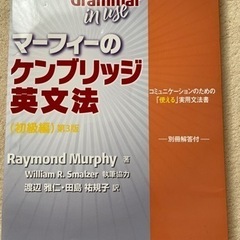 Grammar
in use
マーフィーの
ケンブリッジ
英文法
(初級編) 第3版
コミュニケーションのための
「使える」実用文法書
―別冊解答付―
Raymond Murphy 著
William R. Smalzer 執筆協力
渡辺 雅仁・田島 祐規子 訳